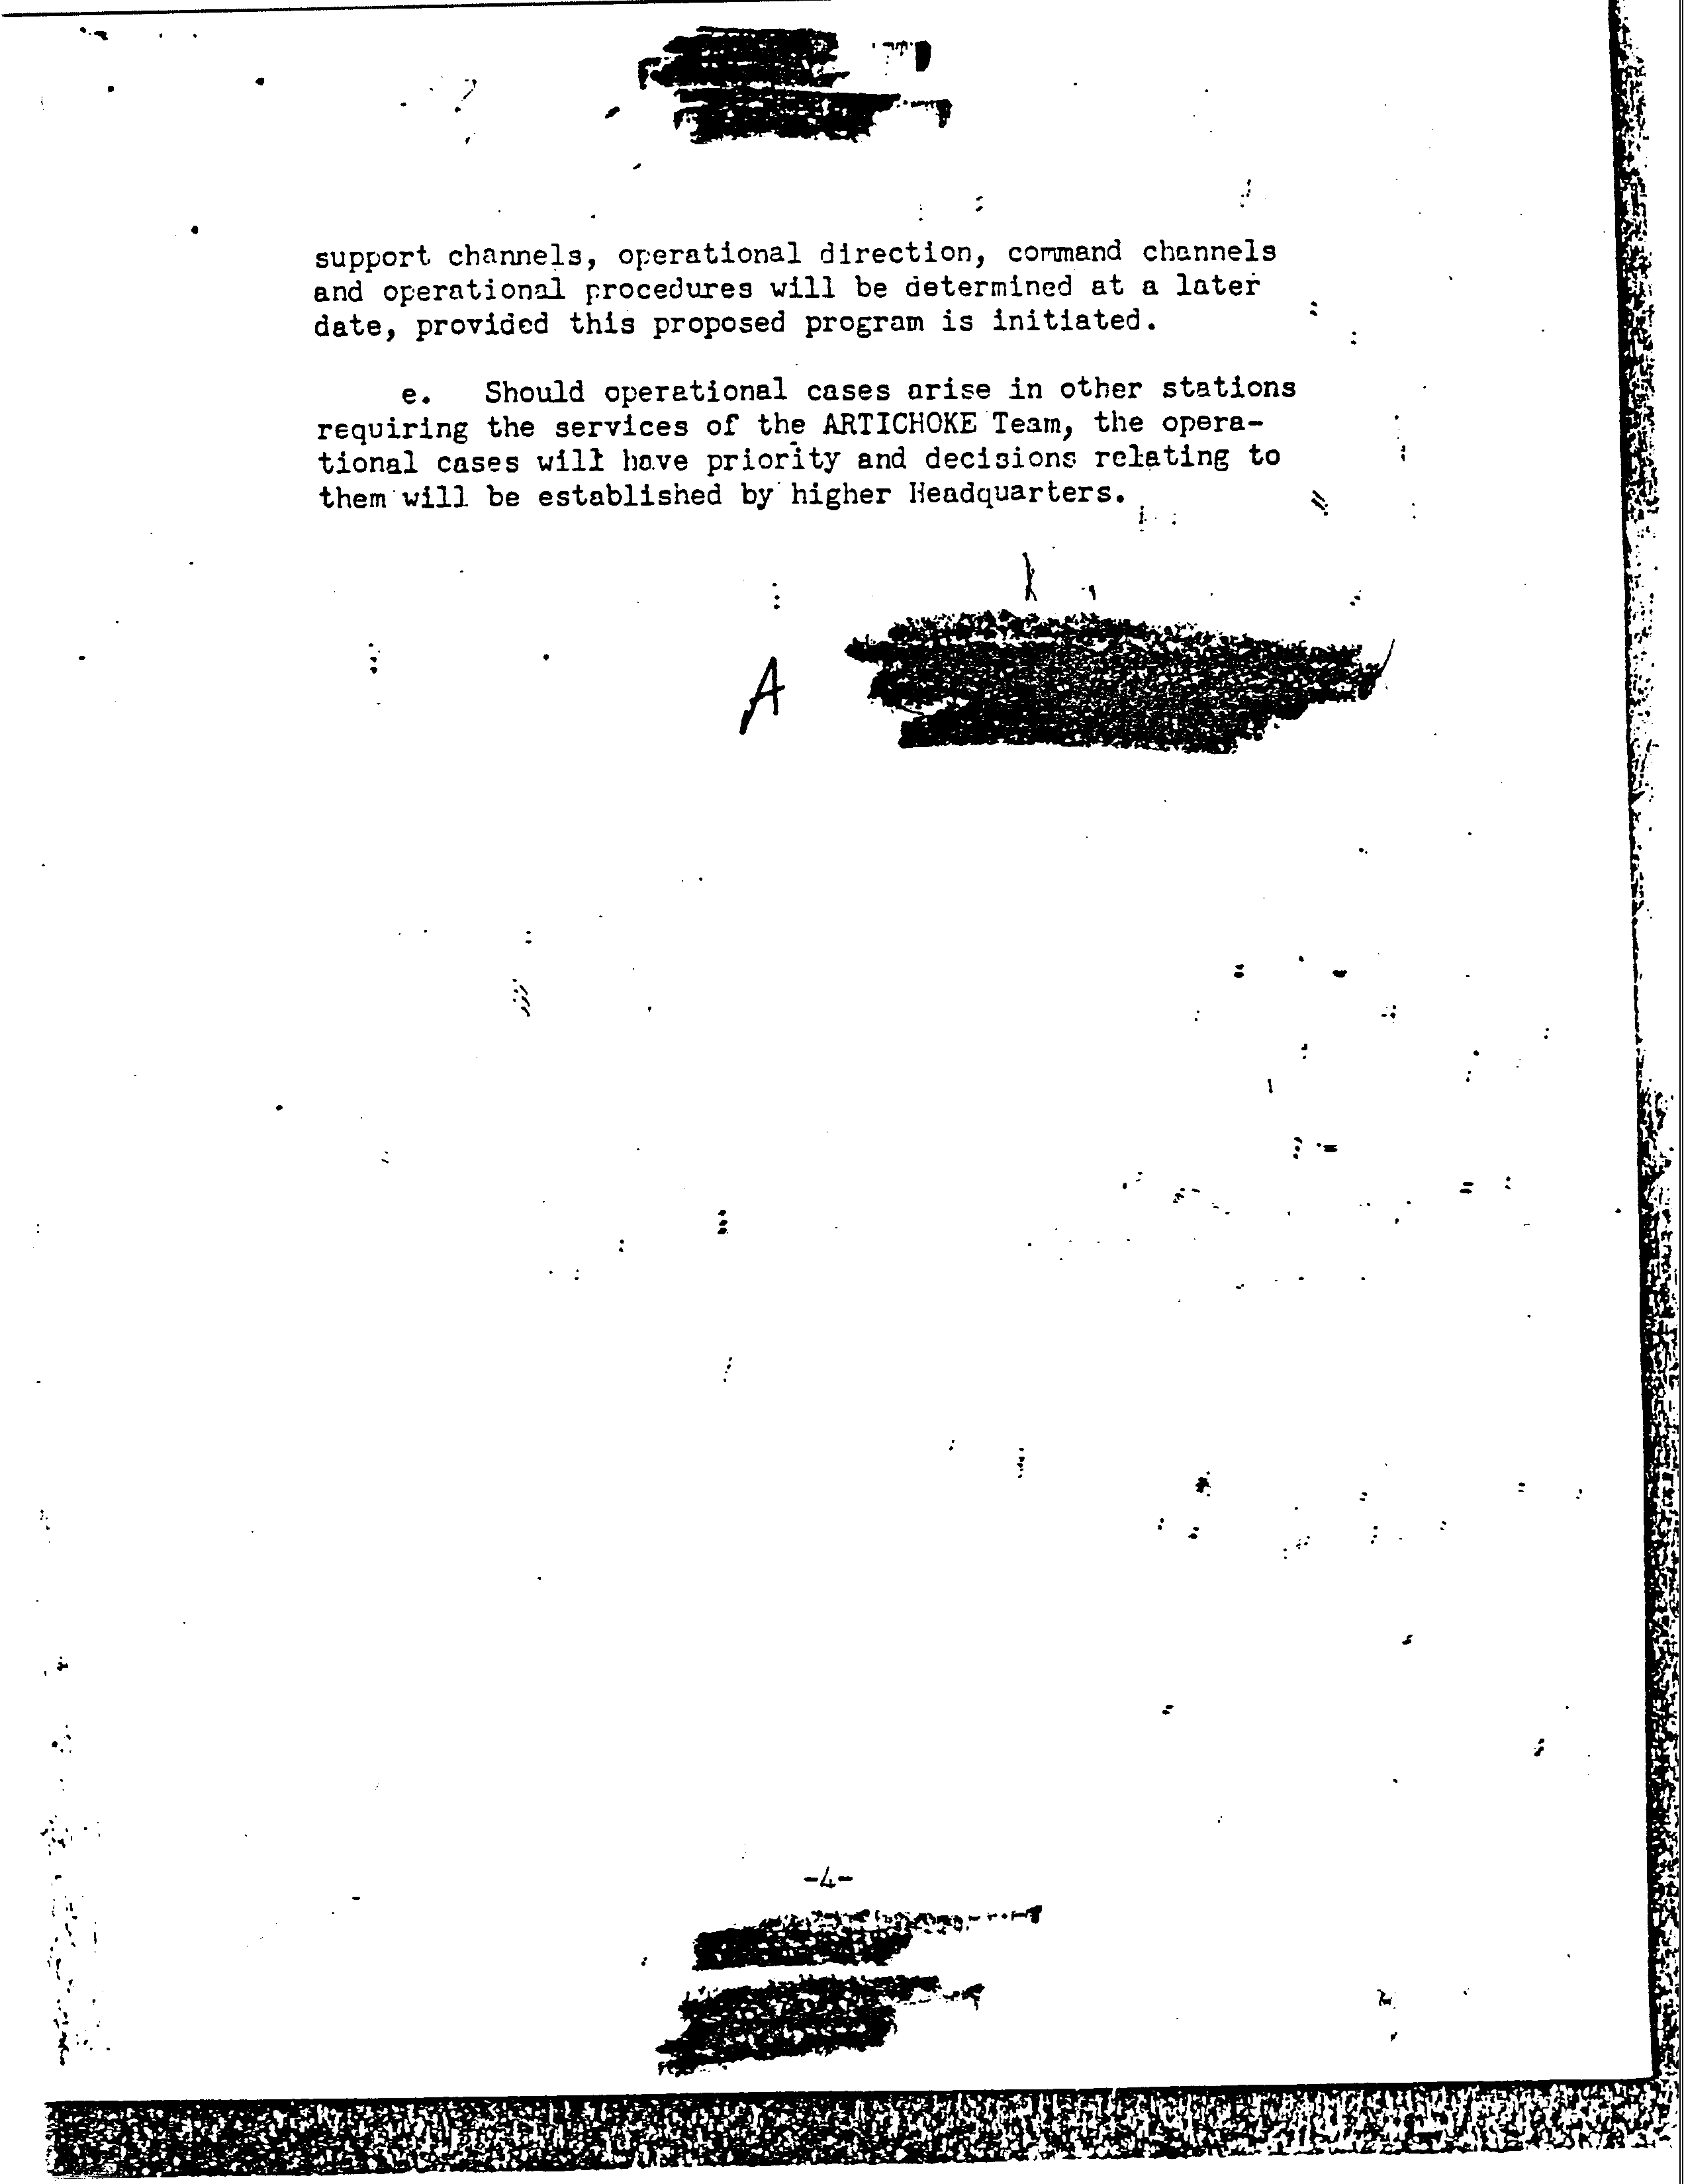 support channels, operational direction, command channels
and operational procedures will be determined at a later
date, provided this proposed program is initiated.
e. Should operational cases arise in other stations
requiring the services of the ARTICHOKE Team, the opera-
tional cases will have priority and decisions relating to
them will be established by higher Headquarters.
A
-4-